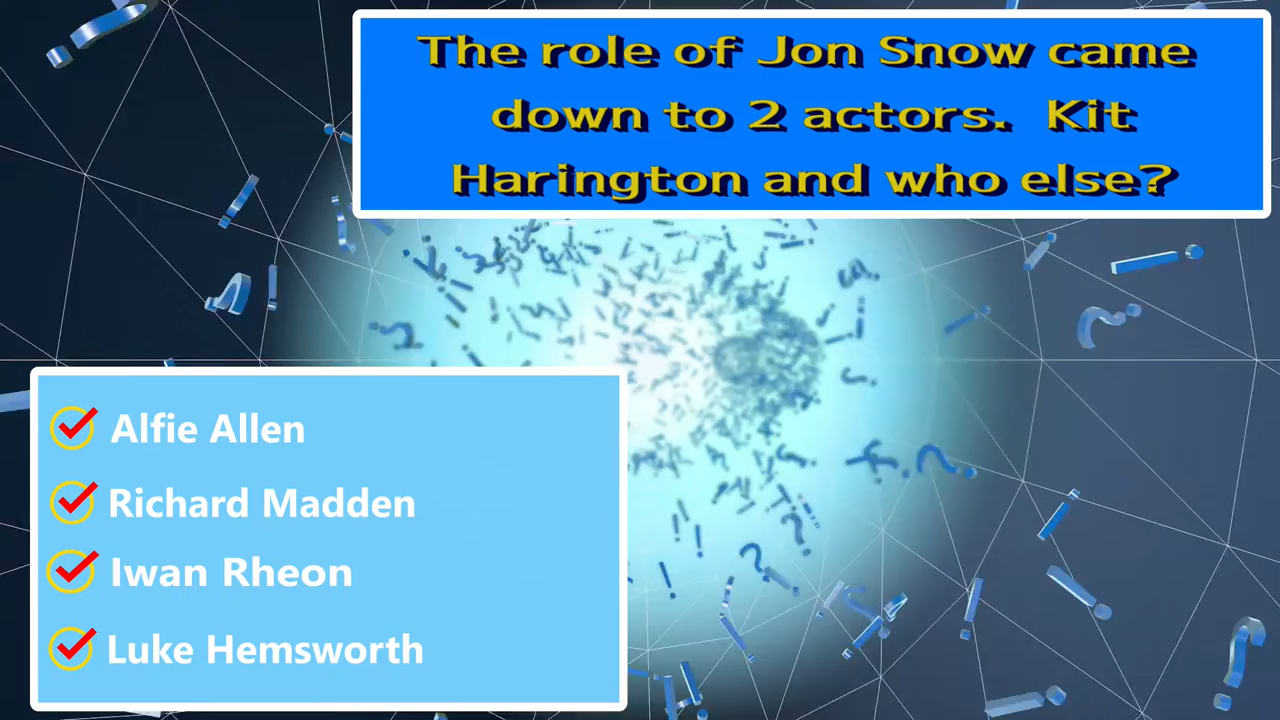 The role of Jon Snow came
down to 2 actors.  Kit
Harington and who else?
Alfie Allen
Richard Madden
Iwan Rheon
Luke Hemsworth